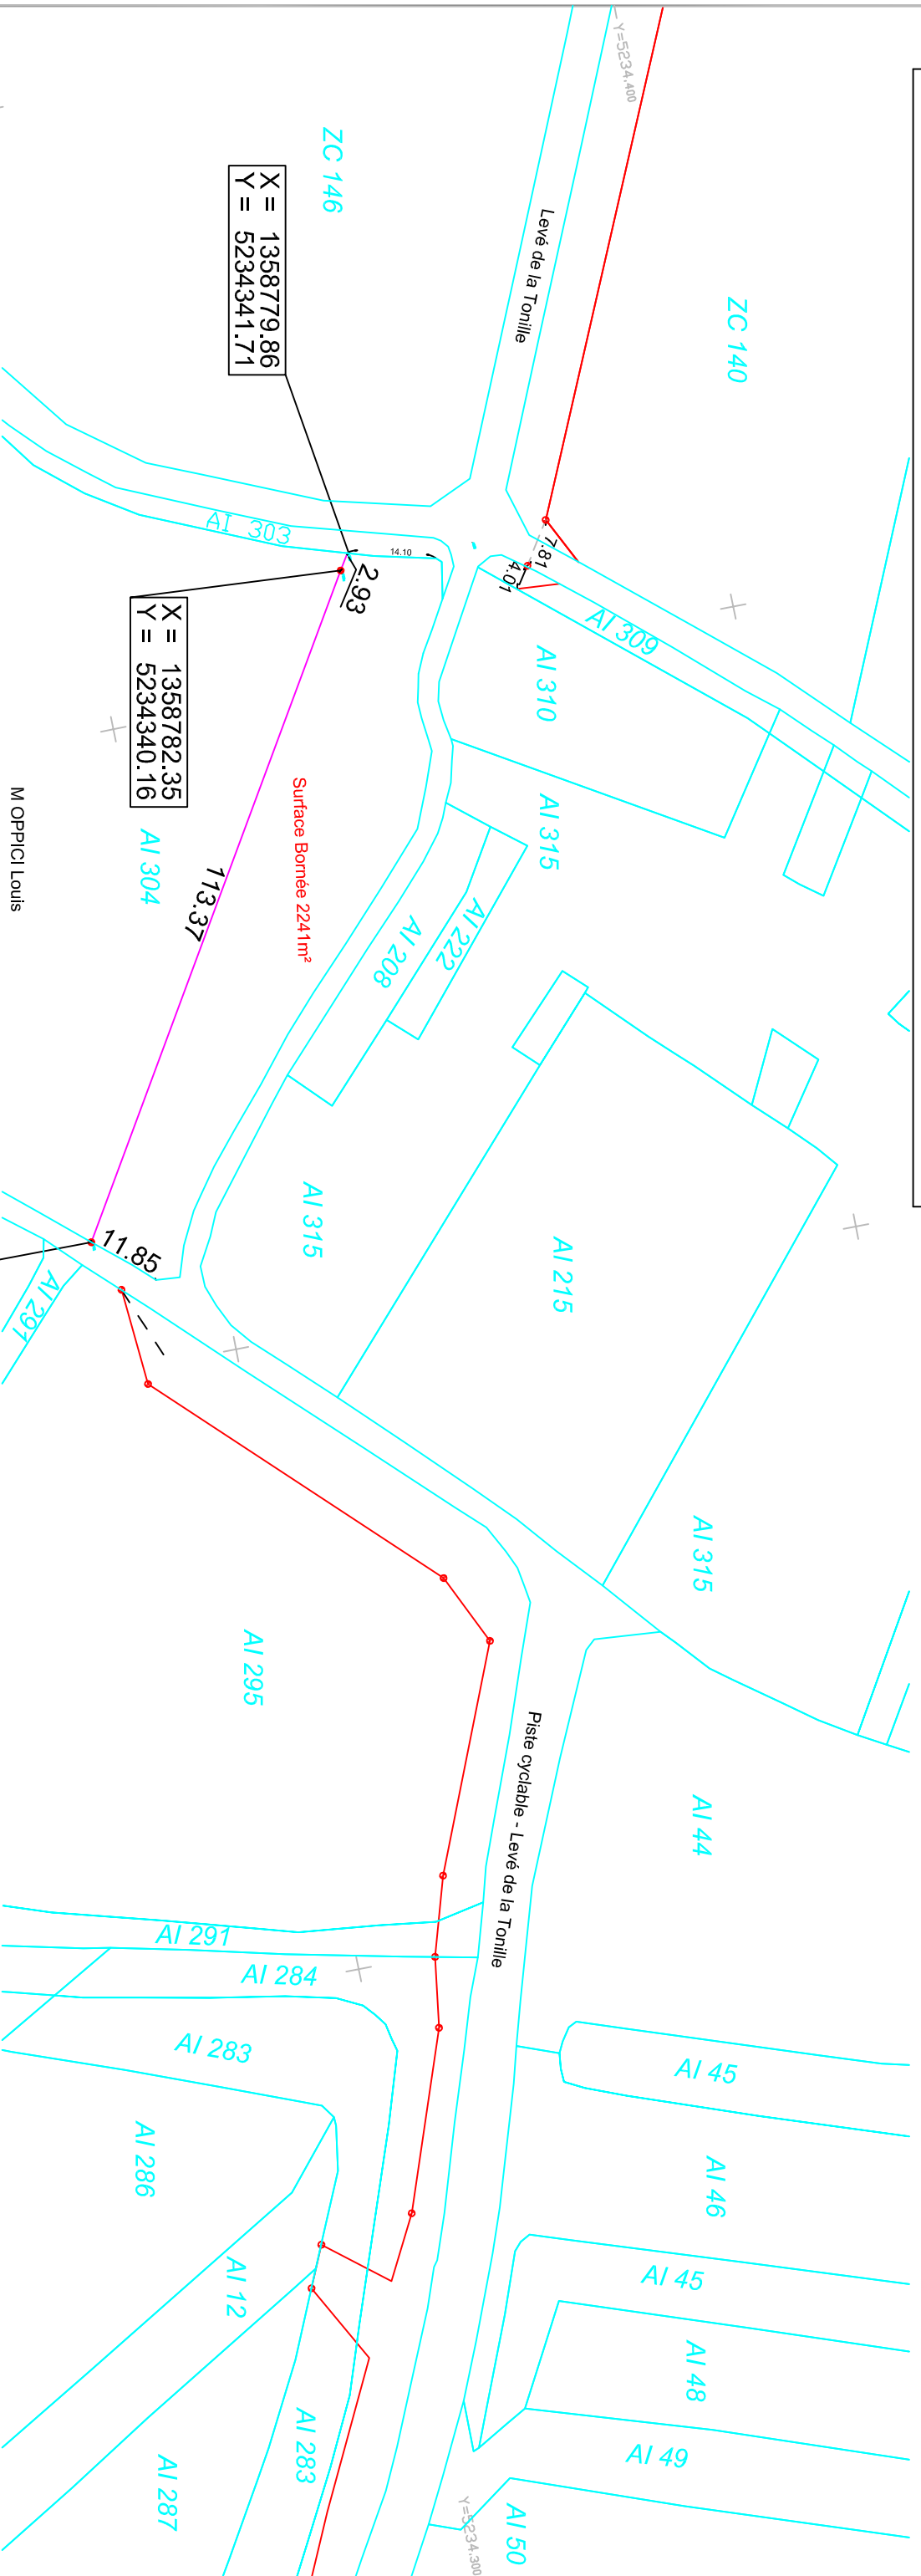 Y=5234.400
ZC 146
Levé de la Tonille
ZC 140
X = 1358779.86
Y = 5234341.71
AI 303
14.10
2.93
7.81
4.01
AI 309
X = 1358782.35
Y = 5234340.16
AI 310
AI 315
Surface Bornée 2241m²
M OPPICI Louis
AI 304
113.37
AI 222
AI 208
AI 315
AI 215
11.85
AI 291
AI 315
AI 295
Piste cyclable - Levé de la Tonille
AI 44
AI 291
AI 284
AI 283
AI 45
AI 286
AI 46
AI 12
AI 45
AI 48
AI 283
AI 49
AI 287
AI 50
Y=5234.300